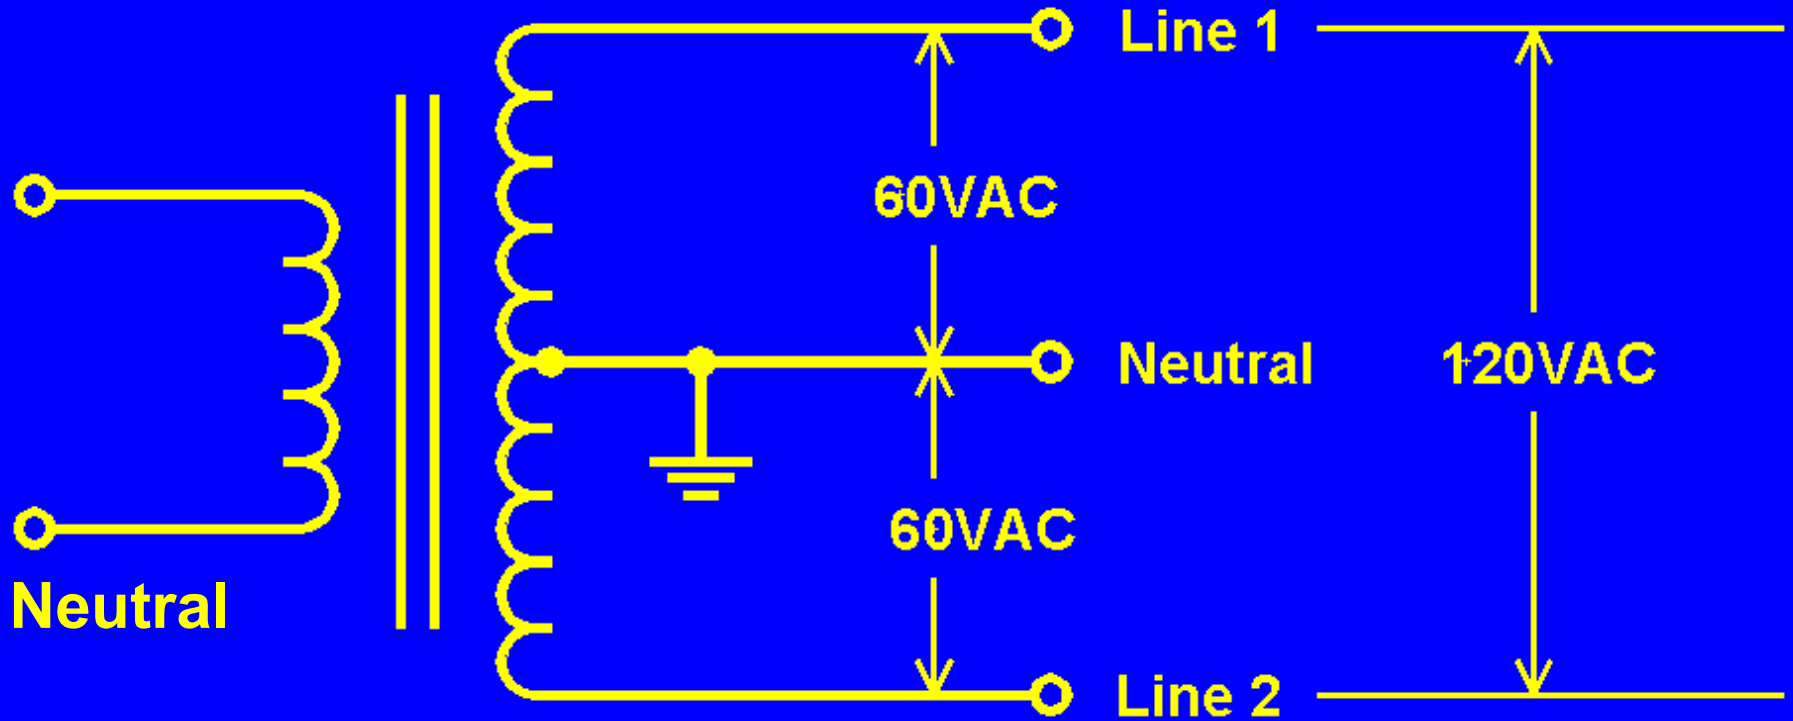 Line 1
60VAC
Neutral
120VAC
60VAC
Neutral
Line 2